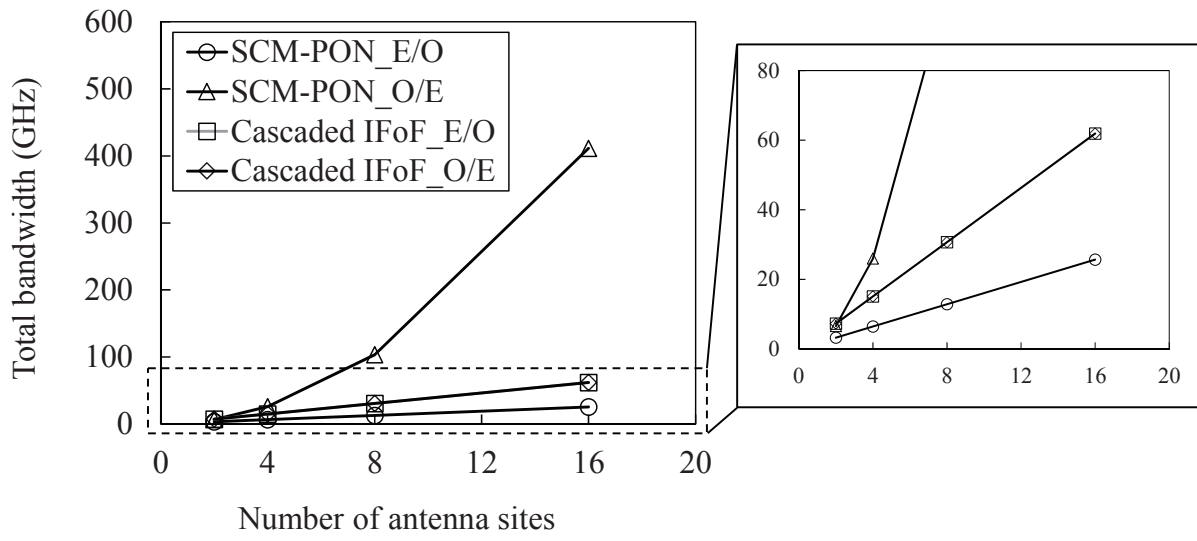 600
500
400
300
200
100
0
Total bandwidth (GHz)
SCM-PON_E/O
SCM-PON_O/E
Cascaded IFoF_E/O
Cascaded IFoF_O/E
0 4 8 12 16 20
Number of antenna sites
80
60
40
20
0
0 4 8 12 16 20